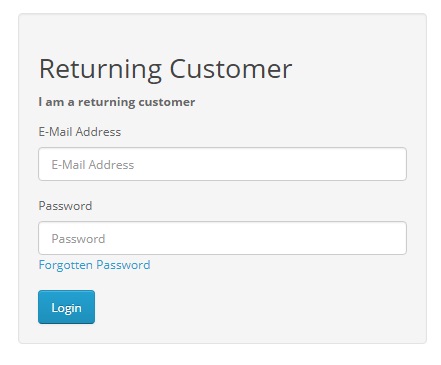 Returning Customer
I am a returning customer
E-Mail Address
E-Mail Address
Password
Password
Forgotten Password
Login